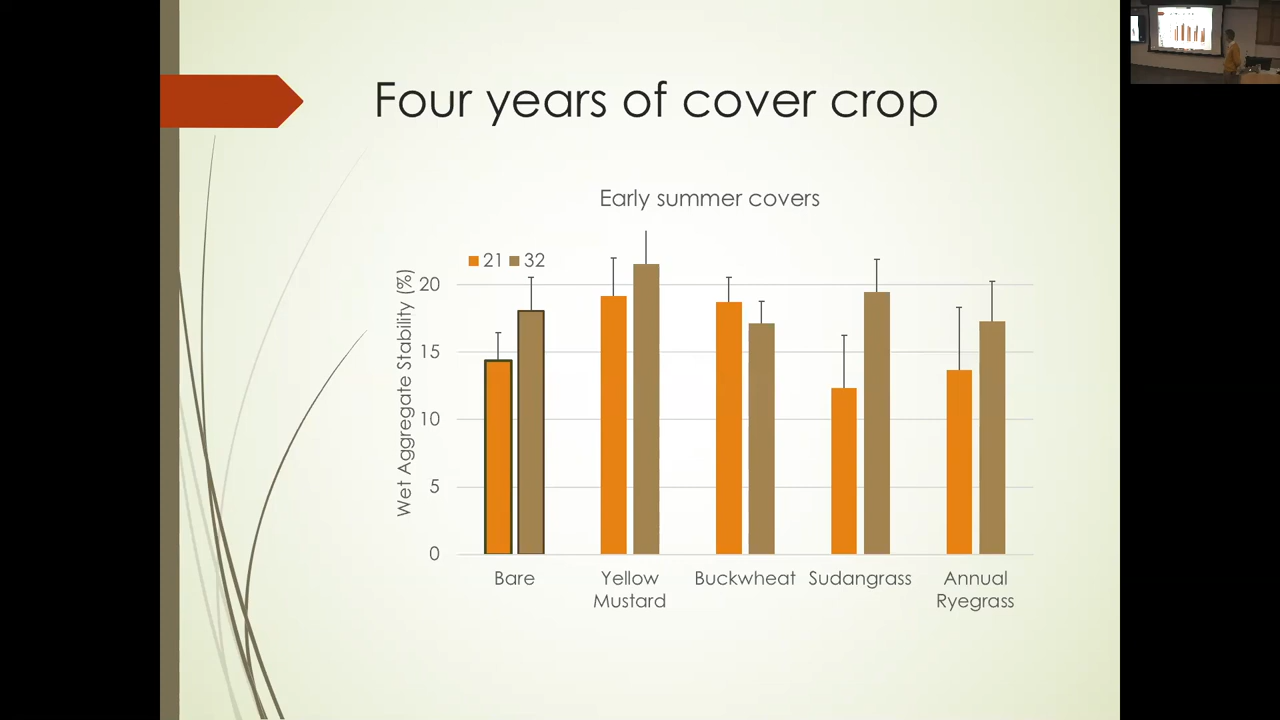 Four years of cover crop
Early summer covers
21 32
Wet Aggregate Stability (%)
20
15
10
5
0
Bare
Yellow
Mustard
Buckwheat
Sudangrass
Annual
Ryegrass